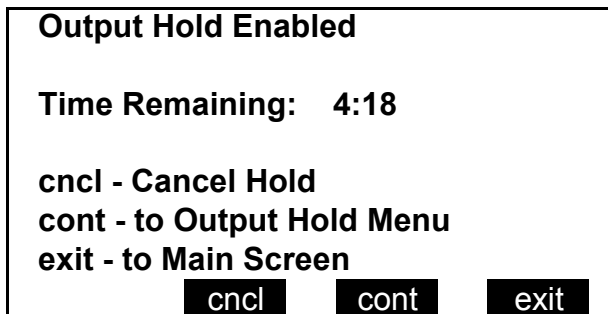 Output Hold Enabled
Time Remaining: 4:18
cncl - Cancel Hold
cont - to Output Hold Menu
exit - to Main Screen
cncl cont exit